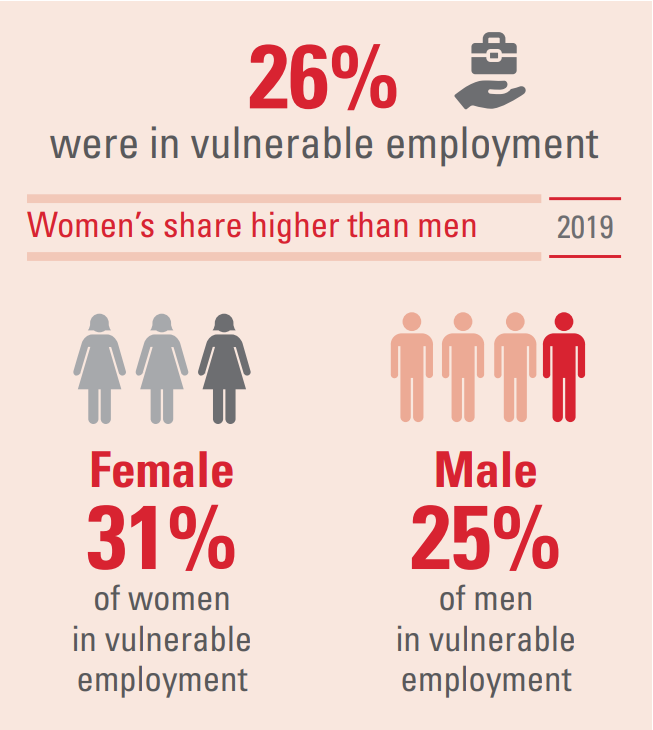 26%
were in vulnerable employment
Women’s share higher than men
2019
Female
31%
of women
in vulnerable
employment
Male
25%
of men
in vulnerable
employment